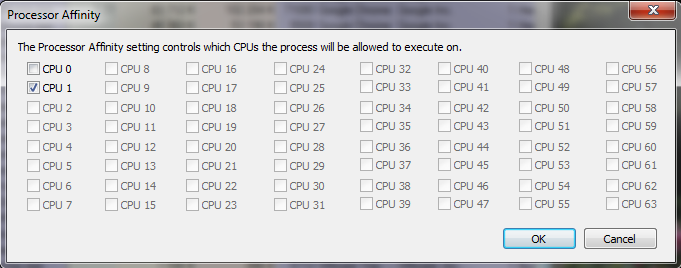 Processor Affinity
The Processor Affinity setting controls which CPUs the process will be allowed to execute on.
CPU 0 CPU 8 CPU 16 CPU 24 CPU 32 CPU 40 CPU 48 CPU 56
CPU 1 CPU 9 CPU 17 CPU 25 CPU 33 CPU 41 CPU 49 CPU 57
CPU 2 CPU 10 CPU 18 CPU 26 CPU 34 CPU 42 CPU 50 CPU 58
CPU 3 CPU 11 CPU 19 CPU 27 CPU 35 CPU 43 CPU 51 CPU 59
CPU 4 CPU 12 CPU 20 CPU 28 CPU 36 CPU 44 CPU 52 CPU 60
CPU 5 CPU 13 CPU 21 CPU 29 CPU 37 CPU 45 CPU 53 CPU 61
CPU 6 CPU 14 CPU 22 CPU 30 CPU 38 CPU 46 CPU 54 CPU 62
CPU 7 CPU 15 CPU 23 CPU 31 CPU 39 CPU 47 CPU 55 CPU 63
OK Cancel